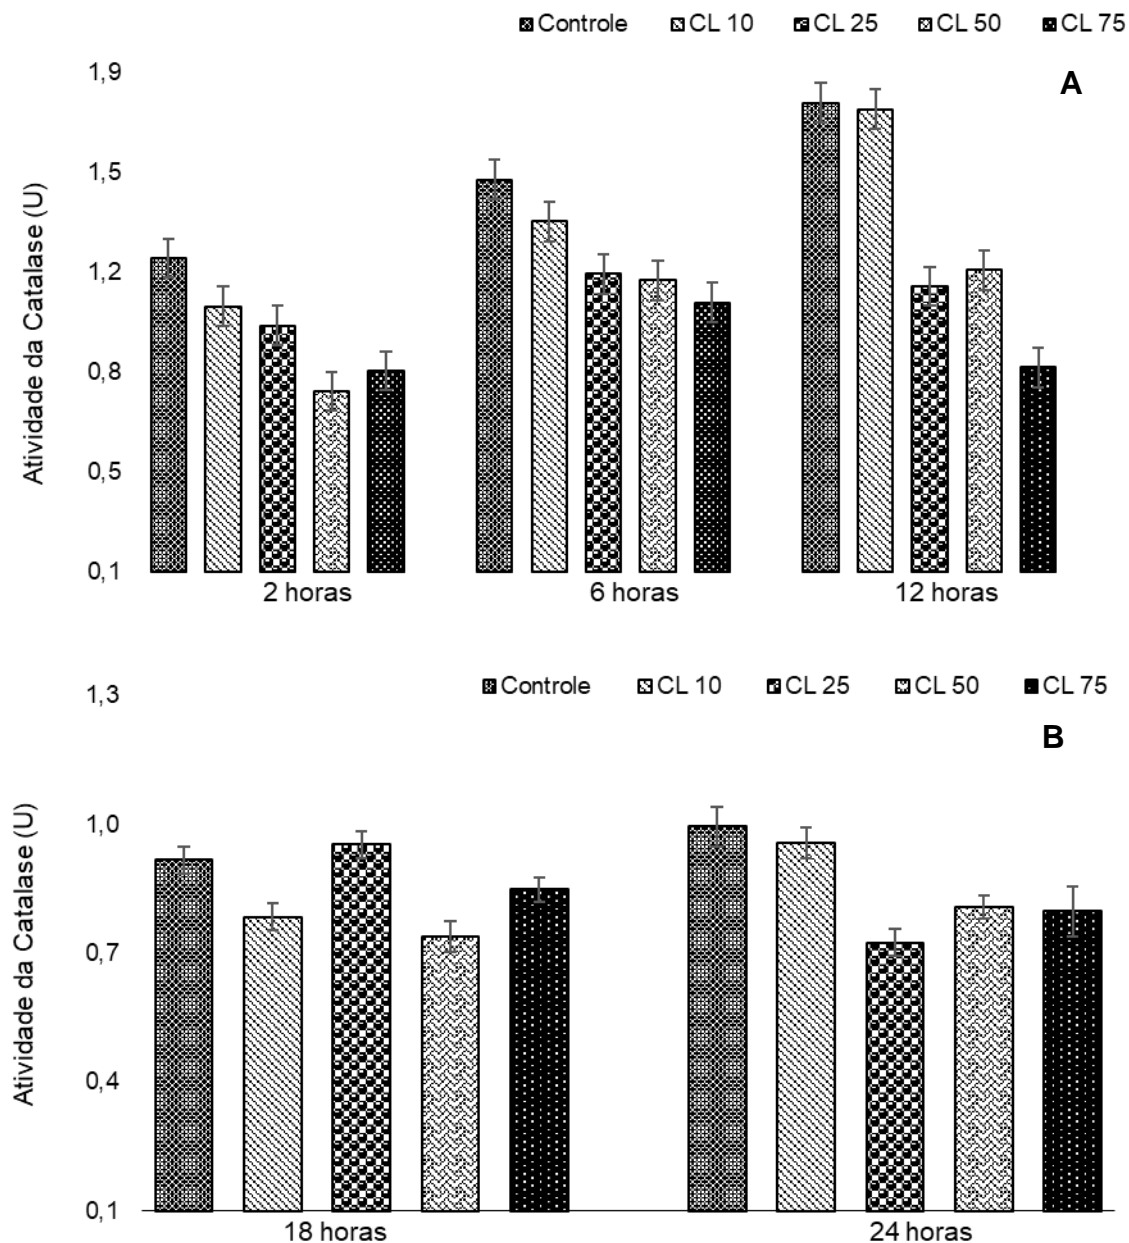 Controle CL 10 CL 25 CL 50 CL 75
A
Atividade da Catalase (U)
1,9
1,5
1,2
0,8
0,5
0,1
2 horas 6 horas 12 horas
Controle CL 10 CL 25 CL 50 CL 75
B
Atividade da Catalase (U)
1,3
1,0
0,7
0,4
0,1
18 horas 24 horas